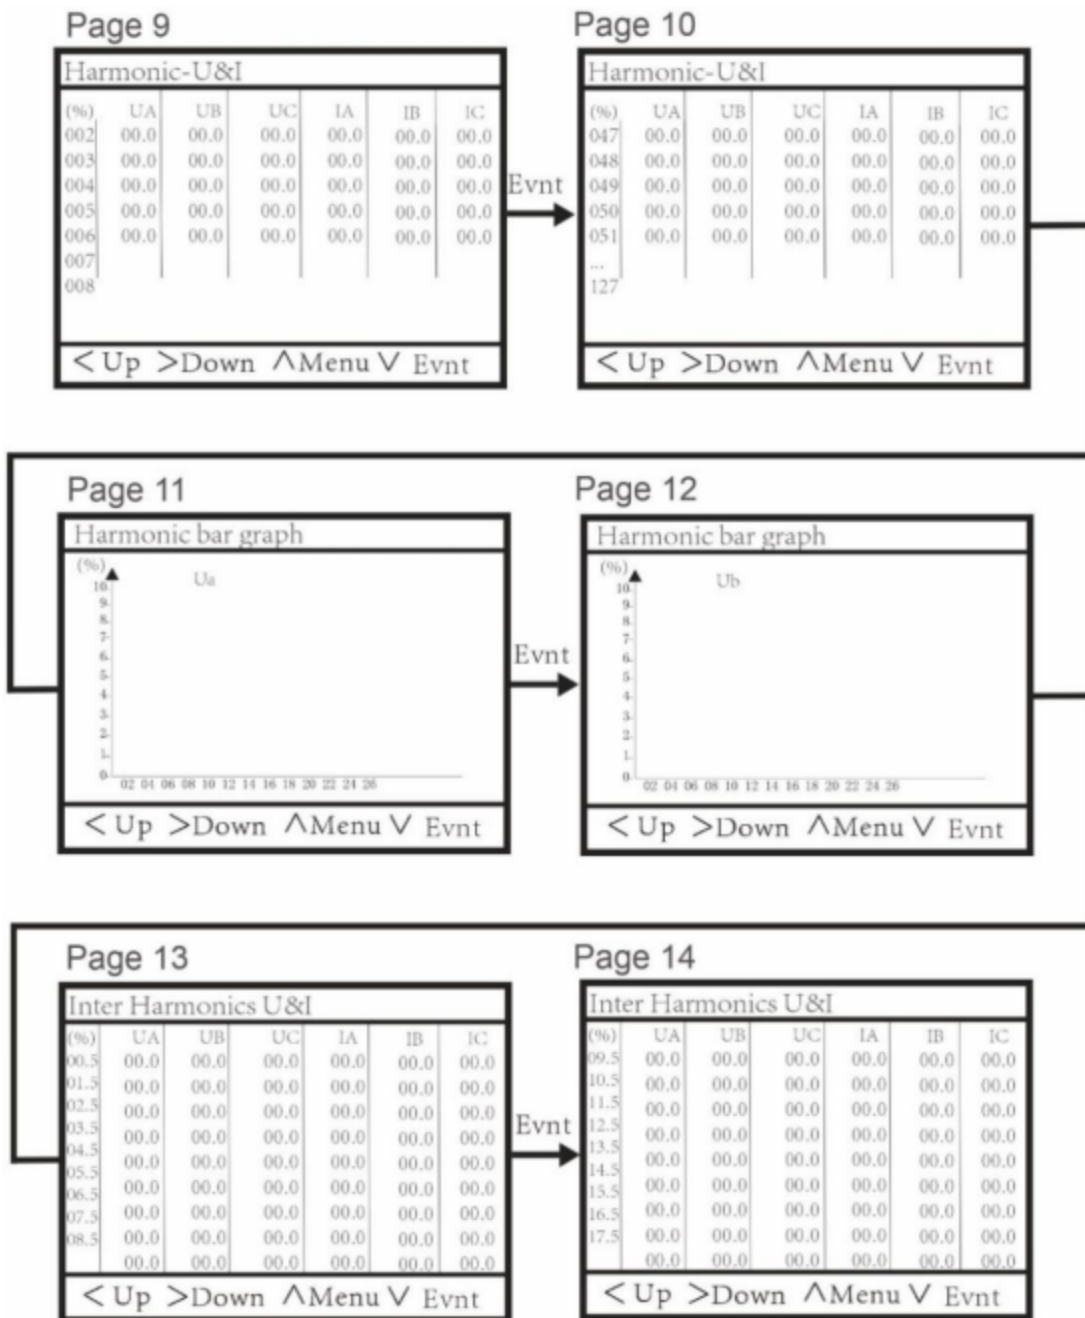 Page 9
Harmonic-U&I
(%) UA UB UC IA IB IC
002 00.0 00.0 00.0 00.0 00.0 00.0
003 00.0 00.0 00.0 00.0 00.0 00.0
004 00.0 00.0 00.0 00.0 00.0 00.0
005 00.0 00.0 00.0 00.0 00.0 00.0
006 00.0 00.0 00.0 00.0 00.0 00.0
007
008
< Up >Down ∧Menu ∨ Evnt
Evnt
Page 10
Harmonic-U&I
(%) UA UB UC IA IB IC
047 00.0 00.0 00.0 00.0 00.0 00.0
048 00.0 00.0 00.0 00.0 00.0 00.0
049 00.0 00.0 00.0 00.0 00.0 00.0
050 00.0 00.0 00.0 00.0 00.0 00.0
051 00.0 00.0 00.0 00.0 00.0 00.0
...
127
< Up >Down ∧Menu ∨ Evnt
Page 11
Harmonic bar graph
(%)
Ua
10
9
8
7
6
5
4
3
2
1
0
02 04 06 08 10 12 14 16 18 20 22 24 26
< Up >Down ∧Menu ∨ Evnt
Evnt
Page 12
Harmonic bar graph
(%)
Ub
10
9
8
7
6
5
4
3
2
1
0
02 04 06 08 10 12 14 16 18 20 22 24 26
< Up >Down ∧Menu ∨ Evnt
Page 13
Inter Harmonics U&I
(%) UA UB UC IA IB IC
00.5 00.0 00.0 00.0 00.0 00.0 00.0
01.5 00.0 00.0 00.0 00.0 00.0 00.0
02.5 00.0 00.0 00.0 00.0 00.0 00.0
03.5 00.0 00.0 00.0 00.0 00.0 00.0
04.5 00.0 00.0 00.0 00.0 00.0 00.0
05.5 00.0 00.0 00.0 00.0 00.0 00.0
06.5 00.0 00.0 00.0 00.0 00.0 00.0
07.5 00.0 00.0 00.0 00.0 00.0 00.0
08.5 00.0 00.0 00.0 00.0 00.0 00.0
< Up >Down ∧Menu ∨ Evnt
Evnt
Page 14
Inter Harmonics U&I
(%) UA UB UC IA IB IC
09.5 00.0 00.0 00.0 00.0 00.0 00.0
10.5 00.0 00.0 00.0 00.0 00.0 00.0
11.5 00.0 00.0 00.0 00.0 00.0 00.0
12.5 00.0 00.0 00.0 00.0 00.0 00.0
13.5 00.0 00.0 00.0 00.0 00.0 00.0
14.5 00.0 00.0 00.0 00.0 00.0 00.0
15.5 00.0 00.0 00.0 00.0 00.0 00.0
16.5 00.0 00.0 00.0 00.0 00.0 00.0
17.5 00.0 00.0 00.0 00.0 00.0 00.0
< Up >Down ∧Menu ∨ Evnt